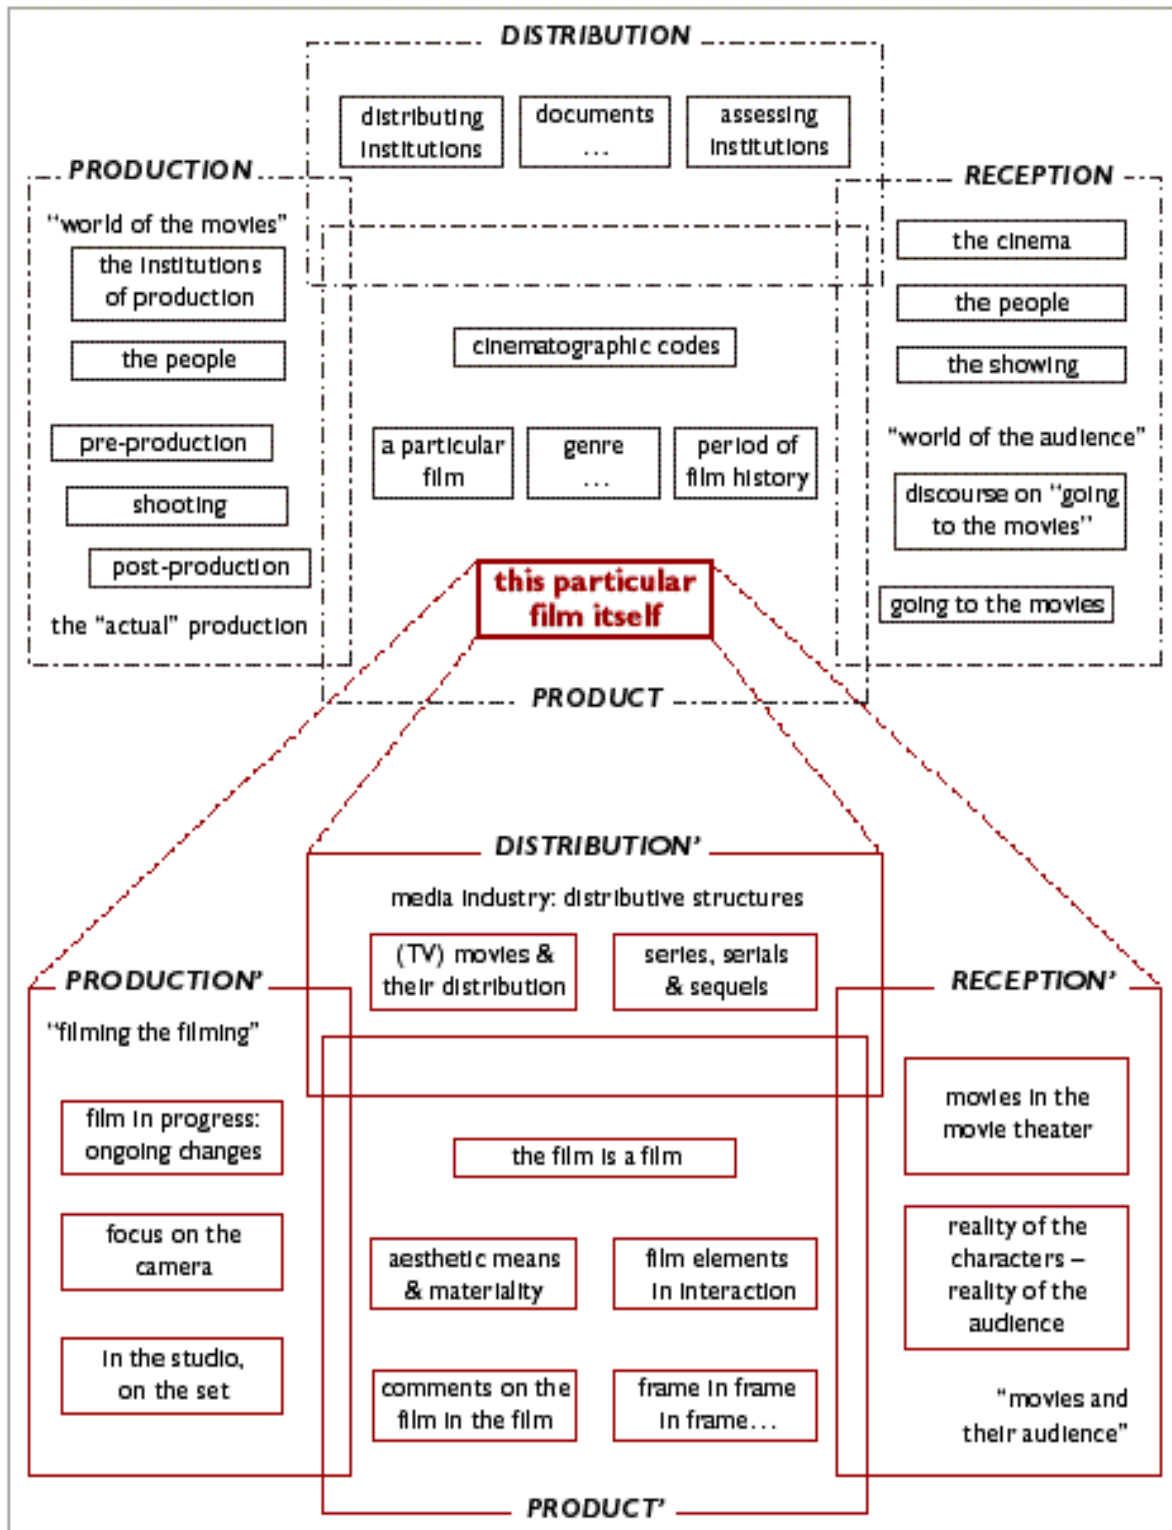 DISTRIBUTION
distributing
institutions
documents
...
assessing
institutions
PRODUCTION
"world of the movies"
the institutions
of production
the people
pre-production
shooting
post-production
the "actual" production
RECEPTION
the cinema
the people
the showing
"world of the audience"
discourse on "going
to the movies"
going to the movies
cinematographic codes
a particular
film
genre
...
period of
film history
this particular
film itself
PRODUCT
DISTRIBUTION'
media industry: distributive structures
(TV) movies &
their distribution
series, serials
& sequels
PRODUCTION'
"filming the filming"
film in progress:
ongoing changes
focus on the
camera
in the studio,
on the set
RECEPTION'
movies in the
movie theater
reality of the
characters –
reality of the
audience
"movies and
their audience"
the film is a film
aesthetic means
& materiality
film elements
in interaction
comments on the
film in the film
frame in frame
in frame...
PRODUCT'